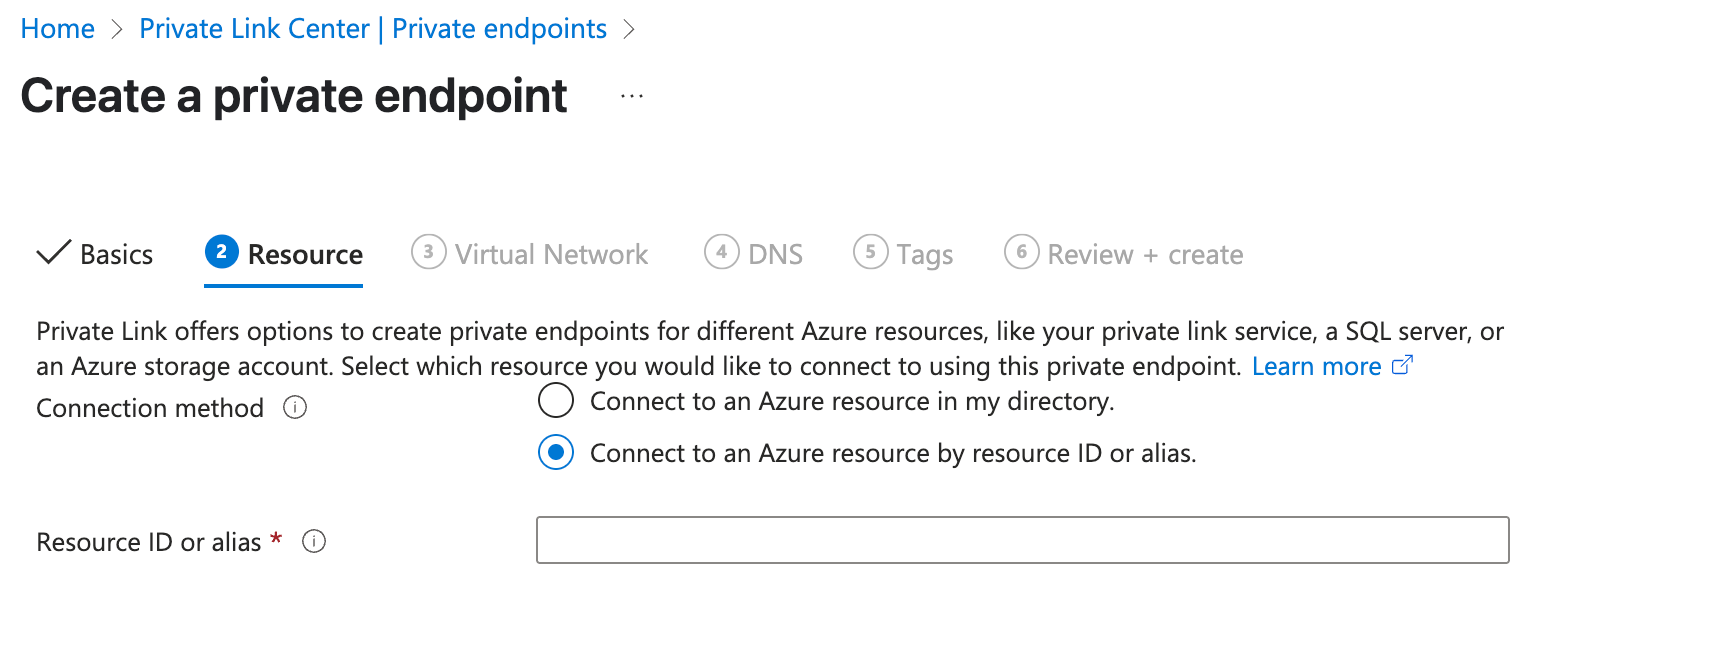 Home > Private Link Center | Private endpoints >
Create a private endpoint ...
Basics 2 Resource 3 Virtual Network 4 DNS 5 Tags 6 Review + create
Private Link offers options to create private endpoints for different Azure resources, like your private link service, a SQL server, or
an Azure storage account. Select which resource you would like to connect to using this private endpoint. Learn more
Connection method
Connect to an Azure resource in my directory.
Connect to an Azure resource by resource ID or alias.
Resource ID or alias *